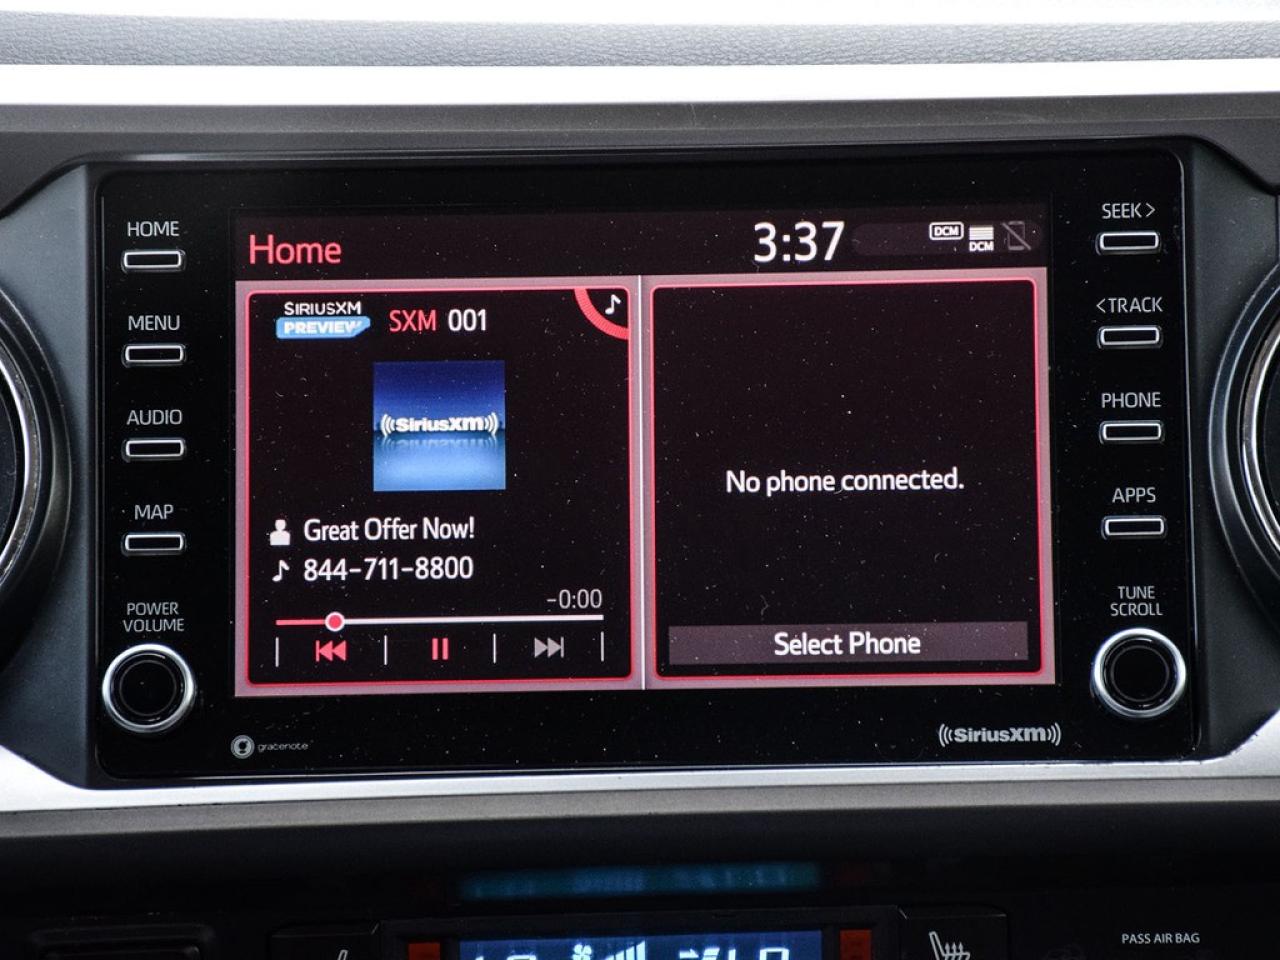 HOME
MENU
AUDIO
MAP
POWER
VOLUME
Home
3:37
DCM
DCM
SIRIUSXM
PREVIEW
SXM 001
((SiriusXM))
Great Offer Now!
844-711-8800
-0:00
No phone connected.
Select Phone
SEEK >
< TRACK
PHONE
APPS
TUNE
SCROLL
gracenote
((SiriusXM))
PASS AIR BAG